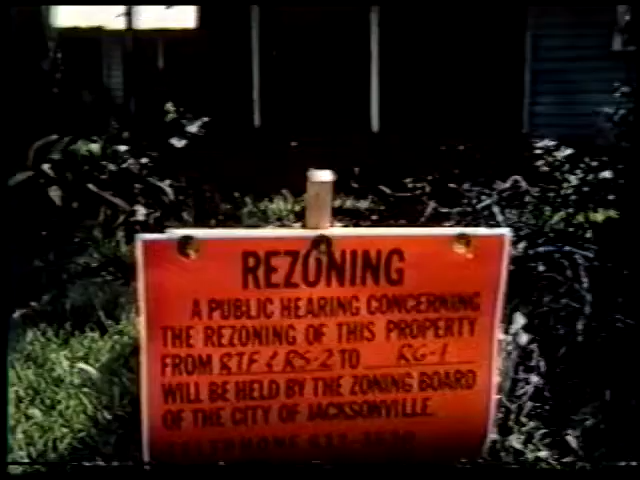 REZONING
A PUBLIC HEARING CONCERNING
THE REZONING OF THIS PROPERTY
FROM RTF & RS-2 TO RG-1
WILL BE HELD BY THE ZONING BOARD
OF THE CITY OF JACKSONVILLE.
TELEPHONE